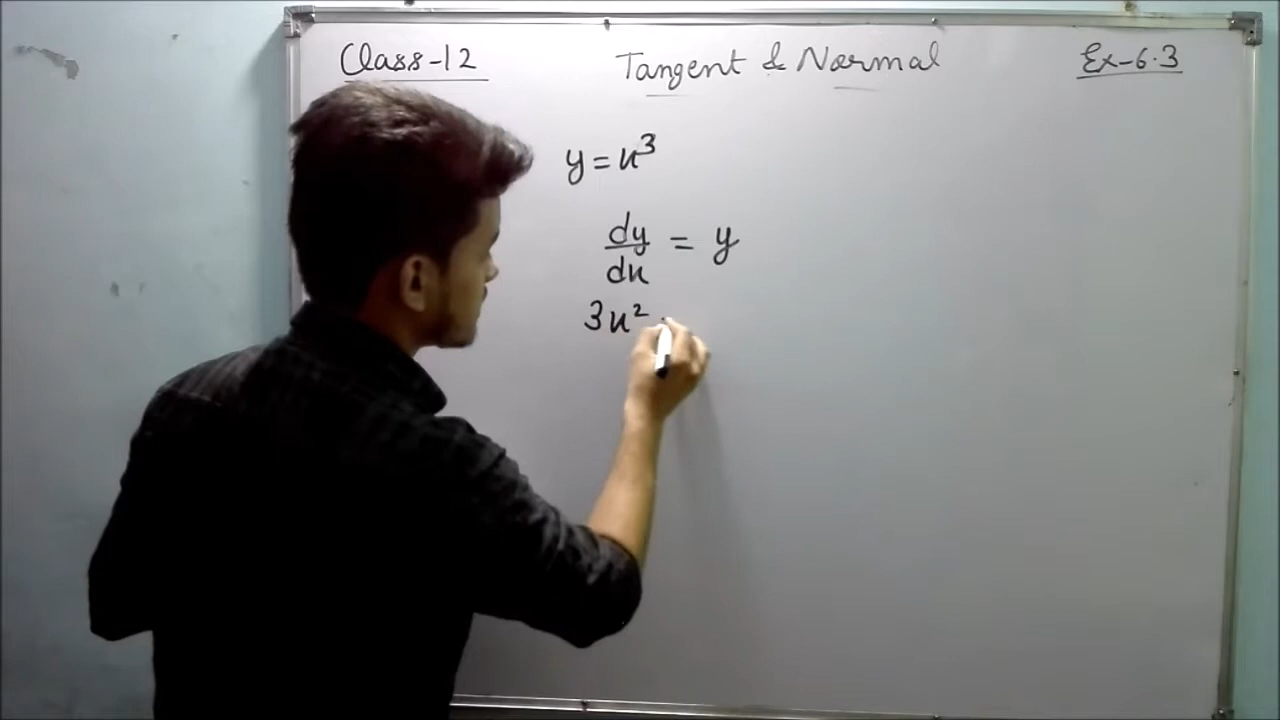 Class-12 Tangent & Normal Ex-6.3
y = x³
dy/dx = y
3x²